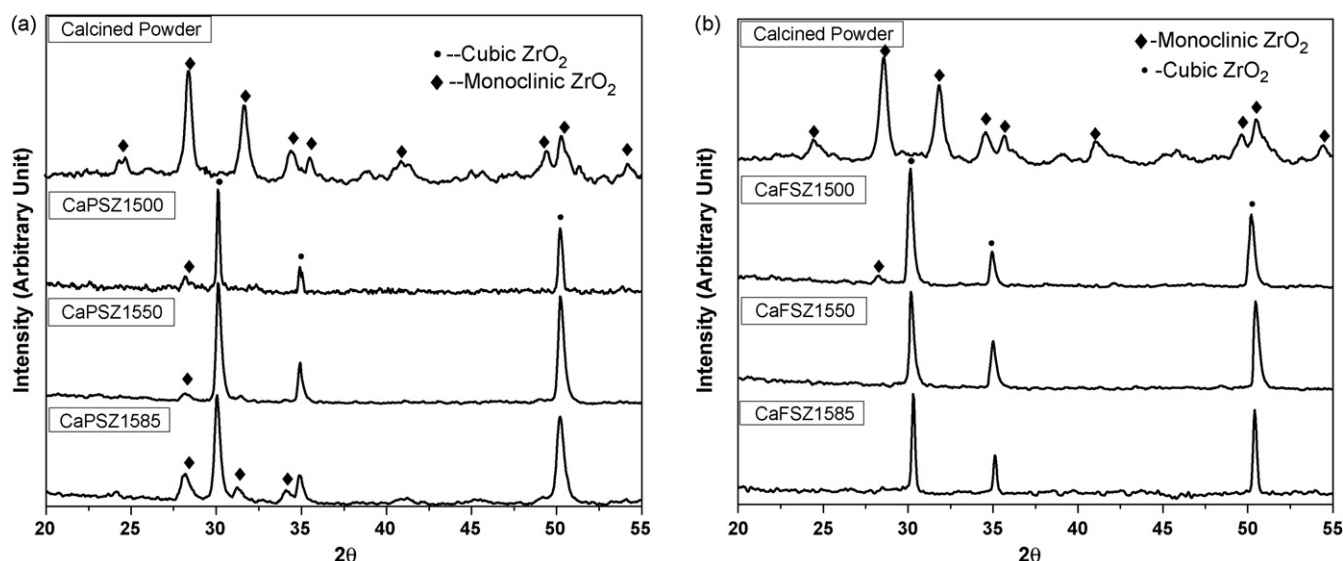 (a)
Calcined Powder
•--Cubic ZrO₂
◆--Monoclinic ZrO₂
CaPSZ1500
CaPSZ1550
CaPSZ1585
Intensity (Arbitrary Unit)
20 25 30 35 40 45 50 55
2θ
(b)
Calcined Powder
◆-Monoclinic ZrO₂
•-Cubic ZrO₂
CaFSZ1500
CaFSZ1550
CaFSZ1585
Intensity (Arbitrary Unit)
20 25 30 35 40 45 50 55
2θ